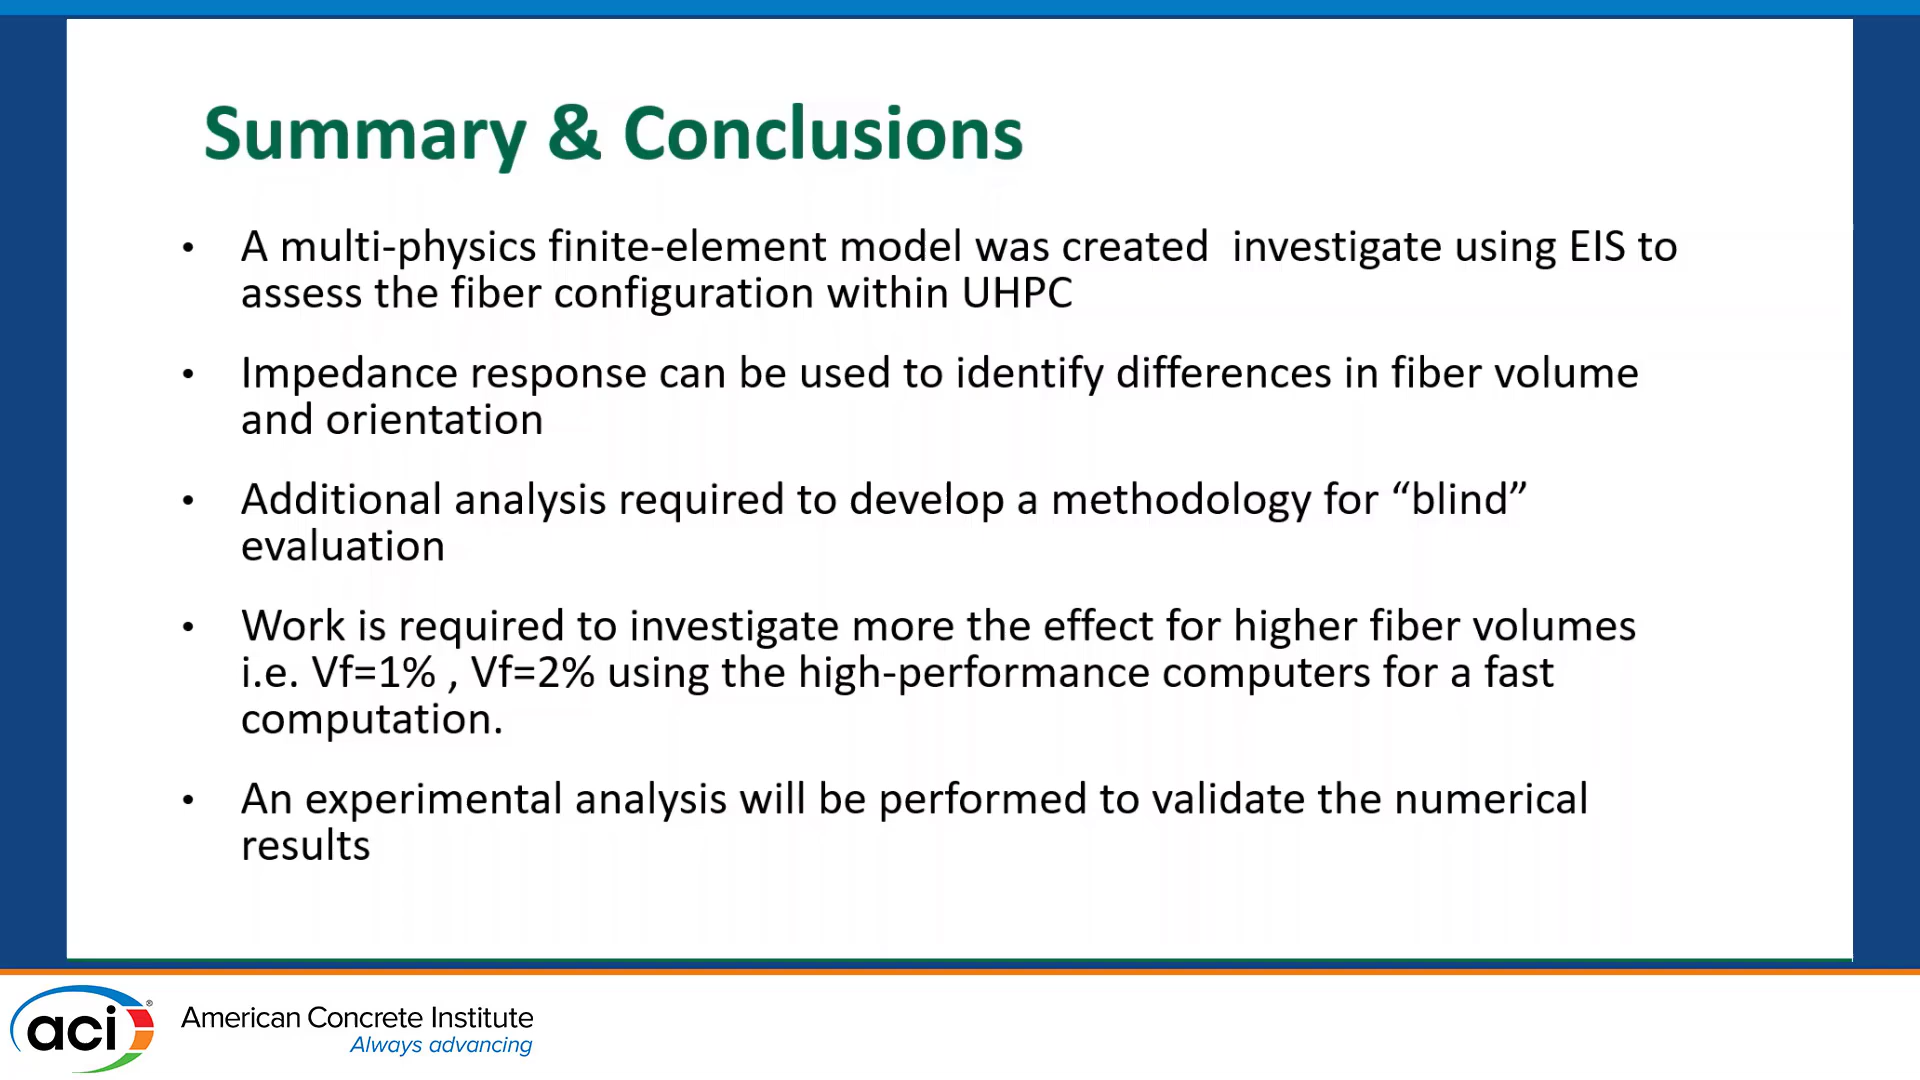 Summary & Conclusions
• A multi-physics finite-element model was created  investigate using EIS to
assess the fiber configuration within UHPC
• Impedance response can be used to identify differences in fiber volume
and orientation
• Additional analysis required to develop a methodology for “blind”
evaluation
• Work is required to investigate more the effect for higher fiber volumes
i.e. Vf=1% , Vf=2% using the high-performance computers for a fast
computation.
• An experimental analysis will be performed to validate the numerical
results
aci®
American Concrete Institute
Always advancing